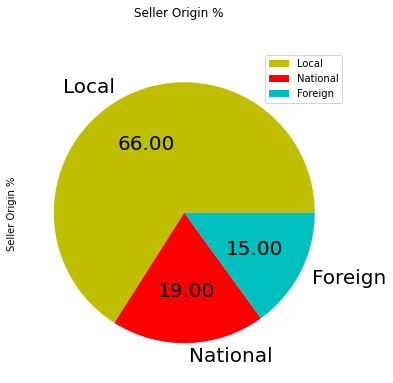 Seller Origin %
Local
National
Foreign
Local
66.00
Seller Origin %
15.00
Foreign
19.00
National